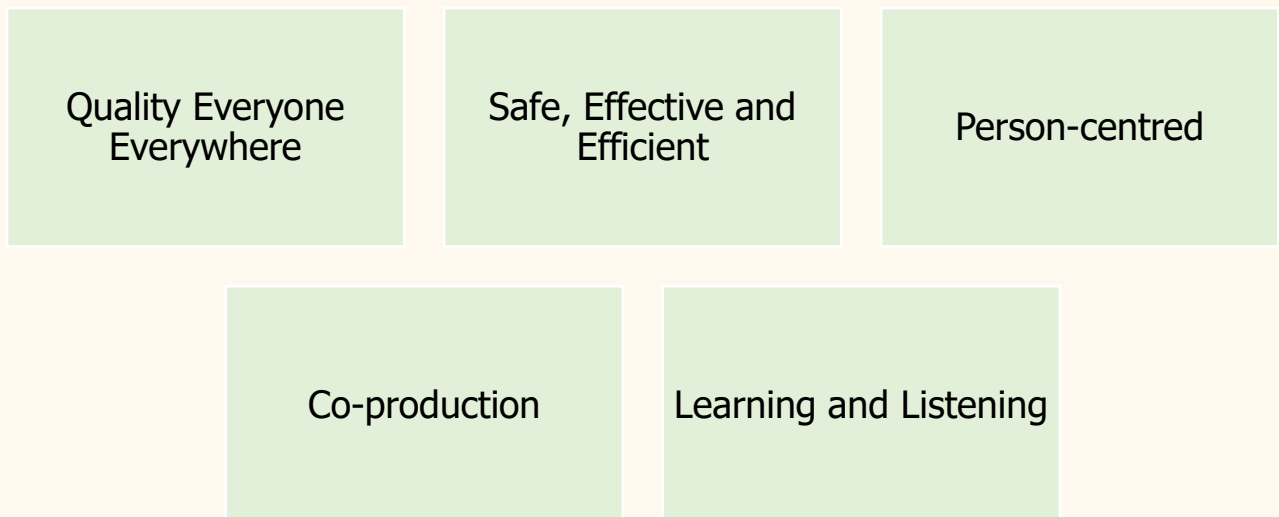 Quality Everyone
Everywhere
Safe, Effective and
Efficient
Person-centred
Co-production
Learning and Listening